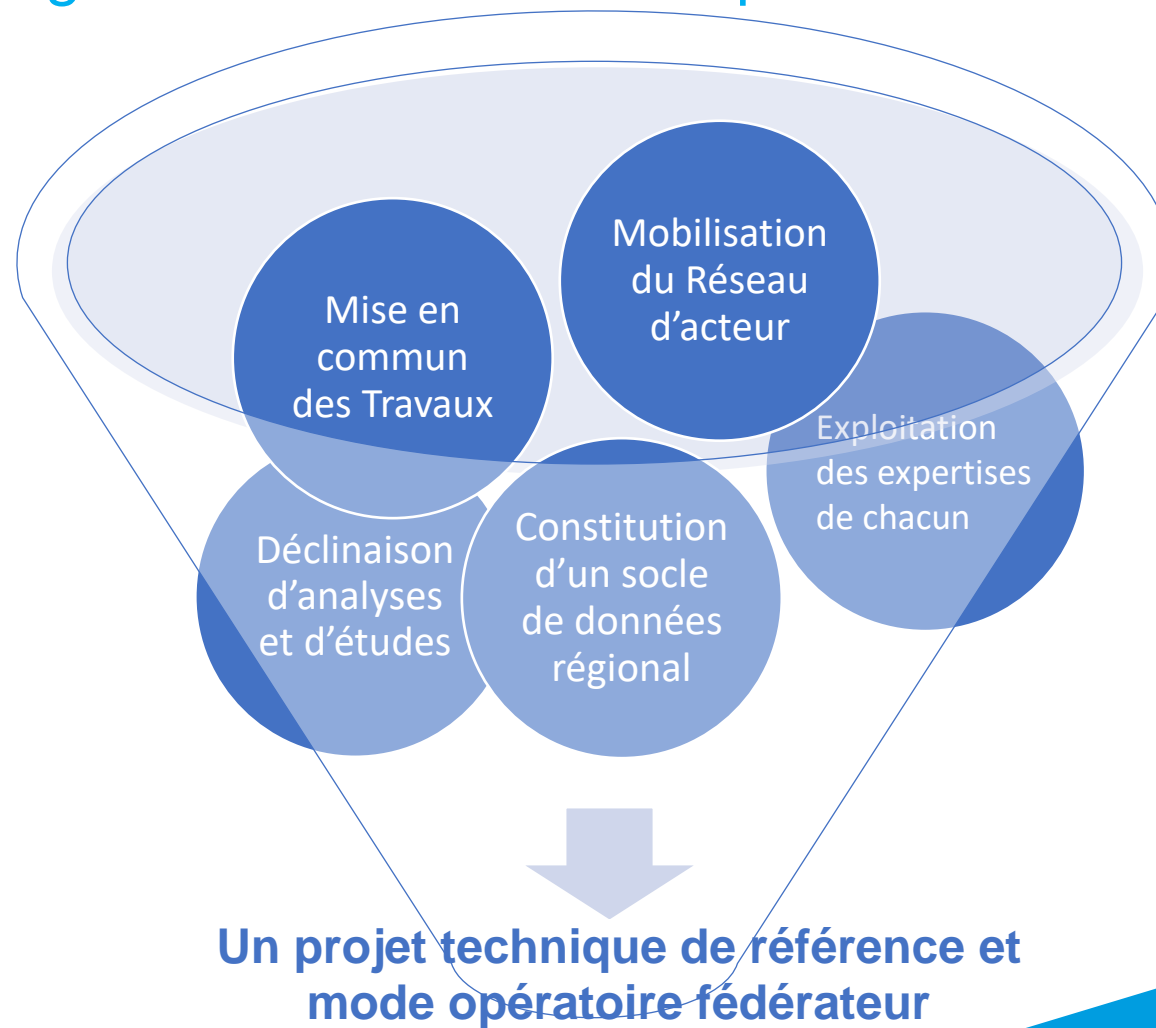 Mobilisation
du Réseau
d’acteur
Mise en
commun
des Travaux
Exploitation
des expertises
de chacun
Déclinaison
d’analyses
et d’études
Constitution
d’un socle
de données
régional
Un projet technique de référence et
mode opératoire fédérateur